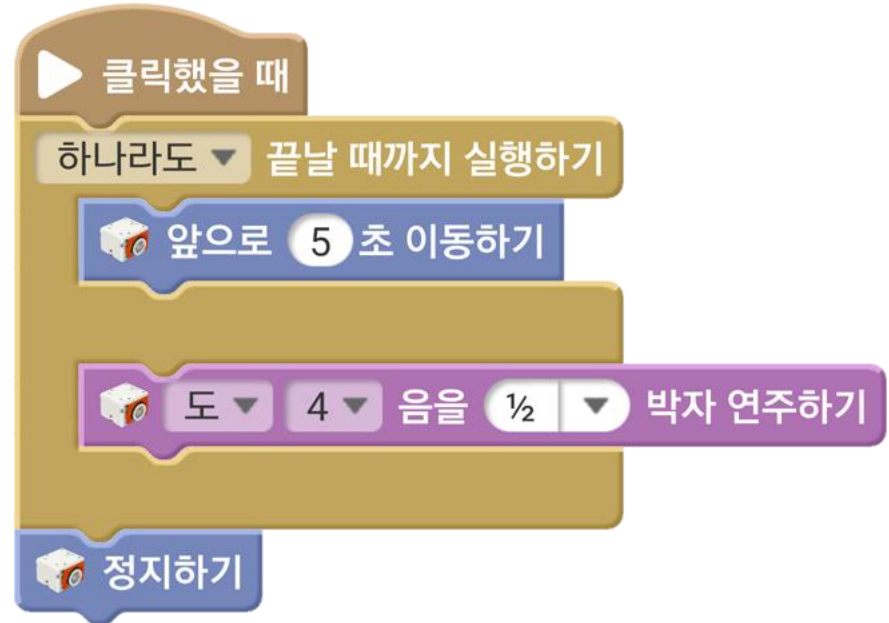 클릭했을 때
하나라도 끝날 때까지 실행하기
앞으로 5 초 이동하기
도 4 음을 ½ 박자 연주하기
정지하기